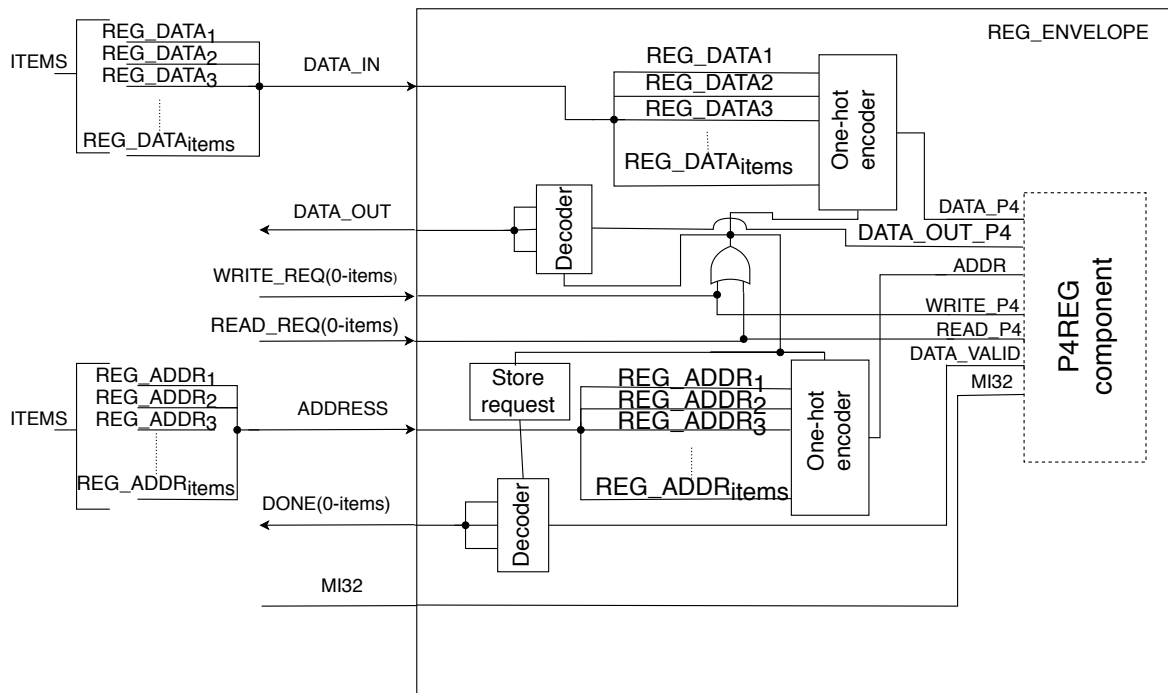 REG_ENVELOPE
ITEMS
REG_DATA1
REG_DATA2
REG_DATA3
REG_DATAitems
DATA_IN
REG_DATA1
REG_DATA2
REG_DATA3
REG_DATAitems
One-hot
encoder
DATA_OUT
Decoder
DATA_P4
DATA_OUT_P4
ADDR
WRITE_REQ(0-items)
WRITE_P4
READ_REQ(0-items)
READ_P4
DATA_VALID
MI32
P4REG
component
ITEMS
REG_ADDR1
REG_ADDR2
REG_ADDR3
REG_ADDRitems
ADDRESS
Store
request
REG_ADDR1
REG_ADDR2
REG_ADDR3
REG_ADDRitems
One-hot
encoder
DONE(0-items)
Decoder
MI32